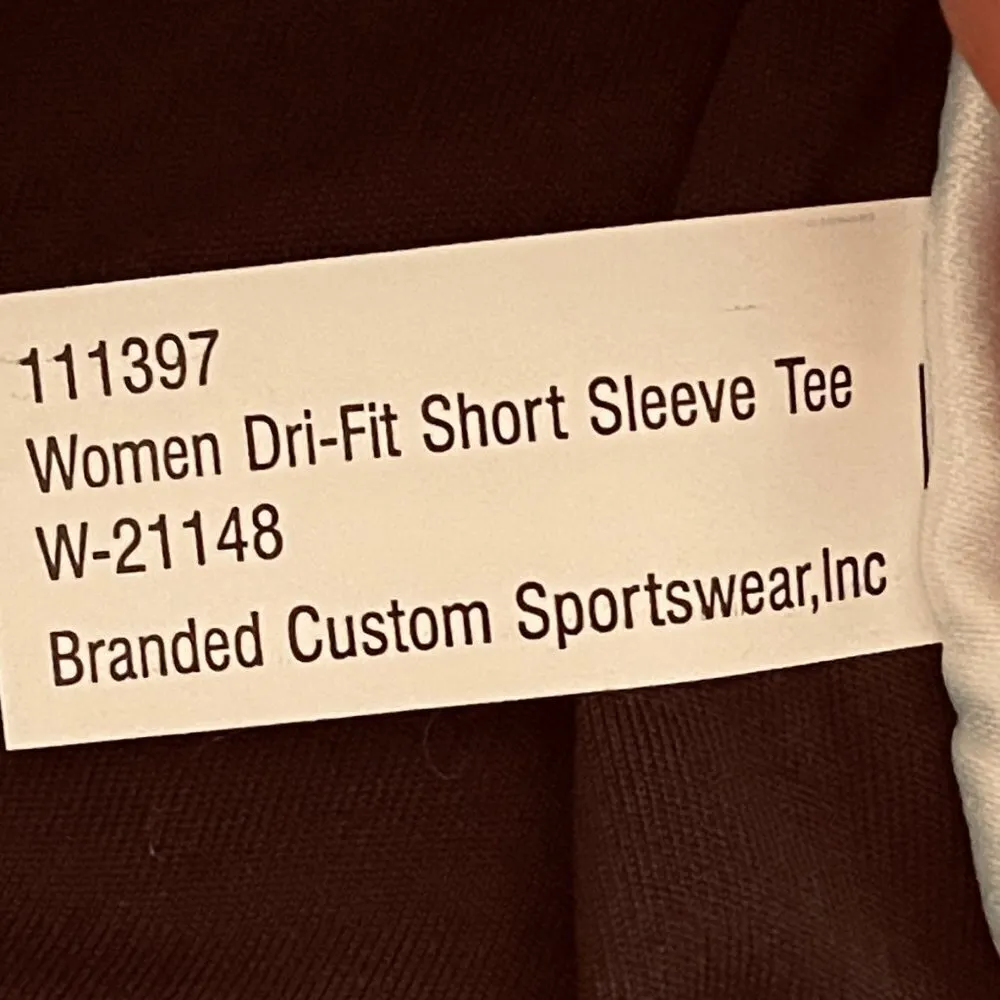 111397
Women Dri-Fit Short Sleeve Tee
W-21148
Branded Custom Sportswear,Inc